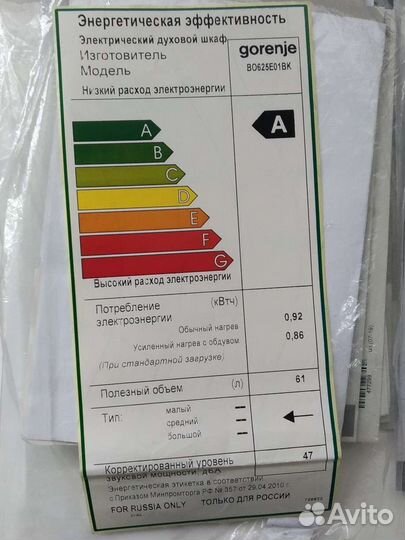 Энергетическая эффективность
Электрический духовой шкаф
Изготовитель
Модель
gorenje
BO625E01BK
Низкий расход электроэнергии
A
B
C
D
E
F
G
A
Высокий расход электроэнергии
Потребление электроэнергии (кВтч)
Обычный нагрев 0,92
Усиленный нагрев с обдувом 0,86
(При стандартной загрузке)
Полезный объем (л) 61
Тип: малый
средний
большой
Корректированный уровень 47
звуковой мощности, дБА
Энергетическая этикетка в соответствии
с Приказом Минпромторга РФ № 357 от 29.04.2010 г.
FOR RUSSIA ONLY ТОЛЬКО ДЛЯ РОССИИ
Avito